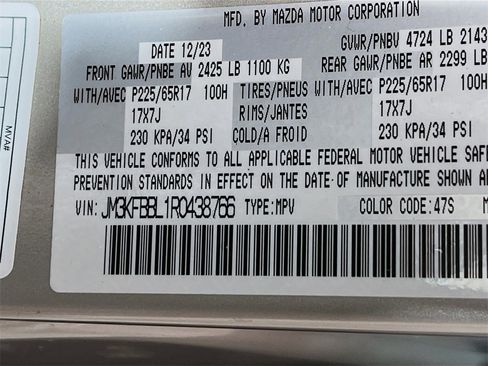 MFD. BY MAZDA MOTOR CORPORATION
DATE 12/23 GVWR/PNBV 4724 LB 2143
FRONT GAWR/PNBE AV 2425 LB 1100 KG REAR GAWR/PNBE AR 2299 LB
WITH/AVEC P225/65R17 100H TIRES/PNEUS WITH/AVEC P225/65R17 100H
17X7J RIMS/JANTES 17X7J
230 KPA/34 PSI COLD/A FROID 230 KPA/34 PSI
THIS VEHICLE CONFORMS TO ALL APPLICABLE FEDERAL MOTOR VEHICLE SAFE
PREVENTION STANDARDS IN EFFECT ON THE DATE OF MANUFACTURE SHOWN AB
VIN: JM3KFBBL1R0438766 TYPE: MPV COLOR CODE: 47S
MVA#